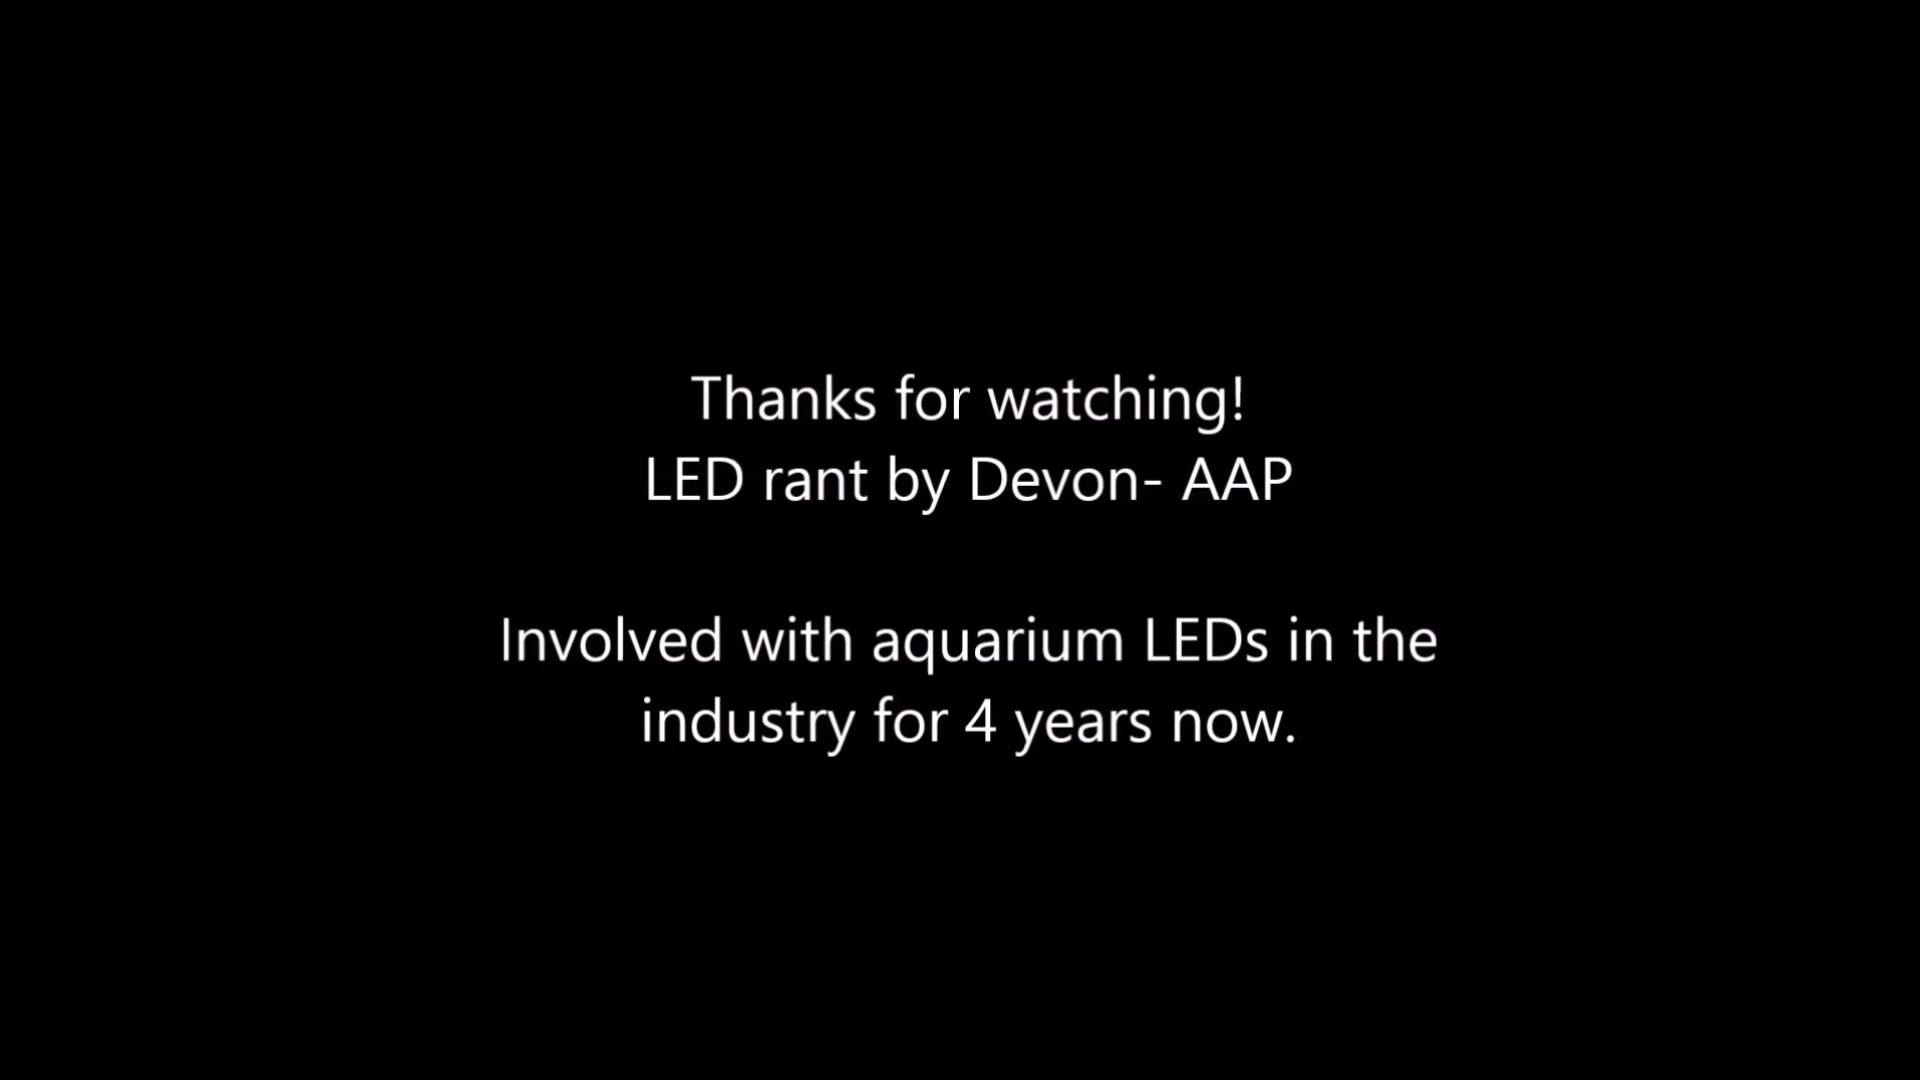 Thanks for watching!
LED rant by Devon- AAP
Involved with aquarium LEDs in the
industry for 4 years now.